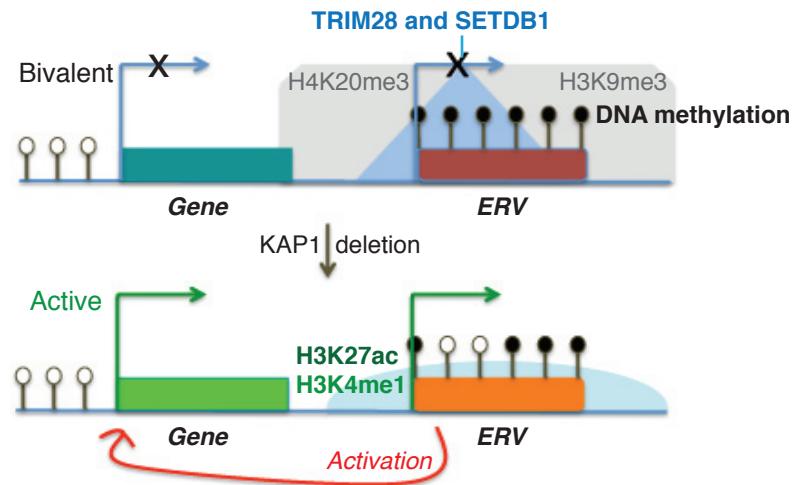 TRIM28 and SETDB1
Bivalent
X
X
H4K20me3
H3K9me3
DNA methylation
Gene
ERV
KAP1 deletion
Active
H3K27ac
H3K4me1
Gene
ERV
Activation